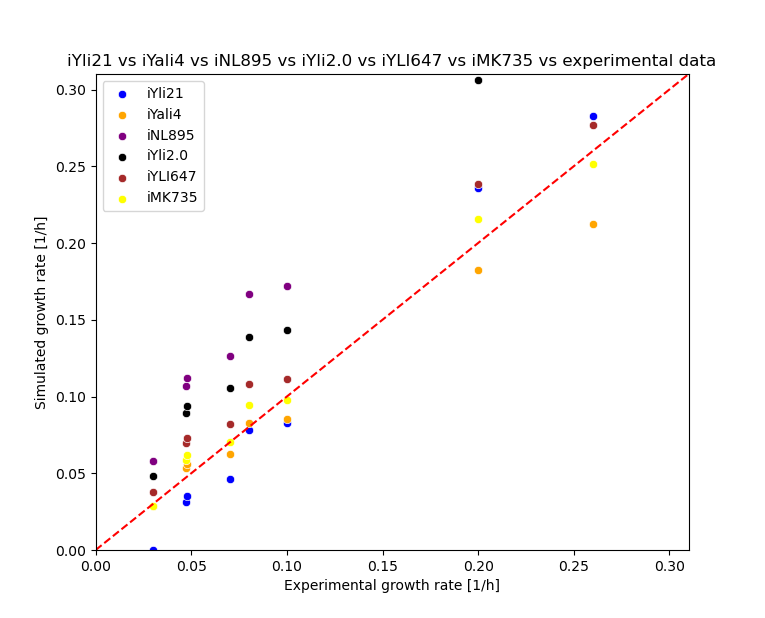 iYli21 vs iYali4 vs iNL895 vs iYli2.0 vs iYLI647 vs iMK735 vs experimental data
iYli21
iYali4
iNL895
iYli2.0
iYLI647
iMK735
0.30
0.25
0.20
0.15
0.10
0.05
0.00
Simulated growth rate [1/h]
0.00 0.05 0.10 0.15 0.20 0.25 0.30
Experimental growth rate [1/h]